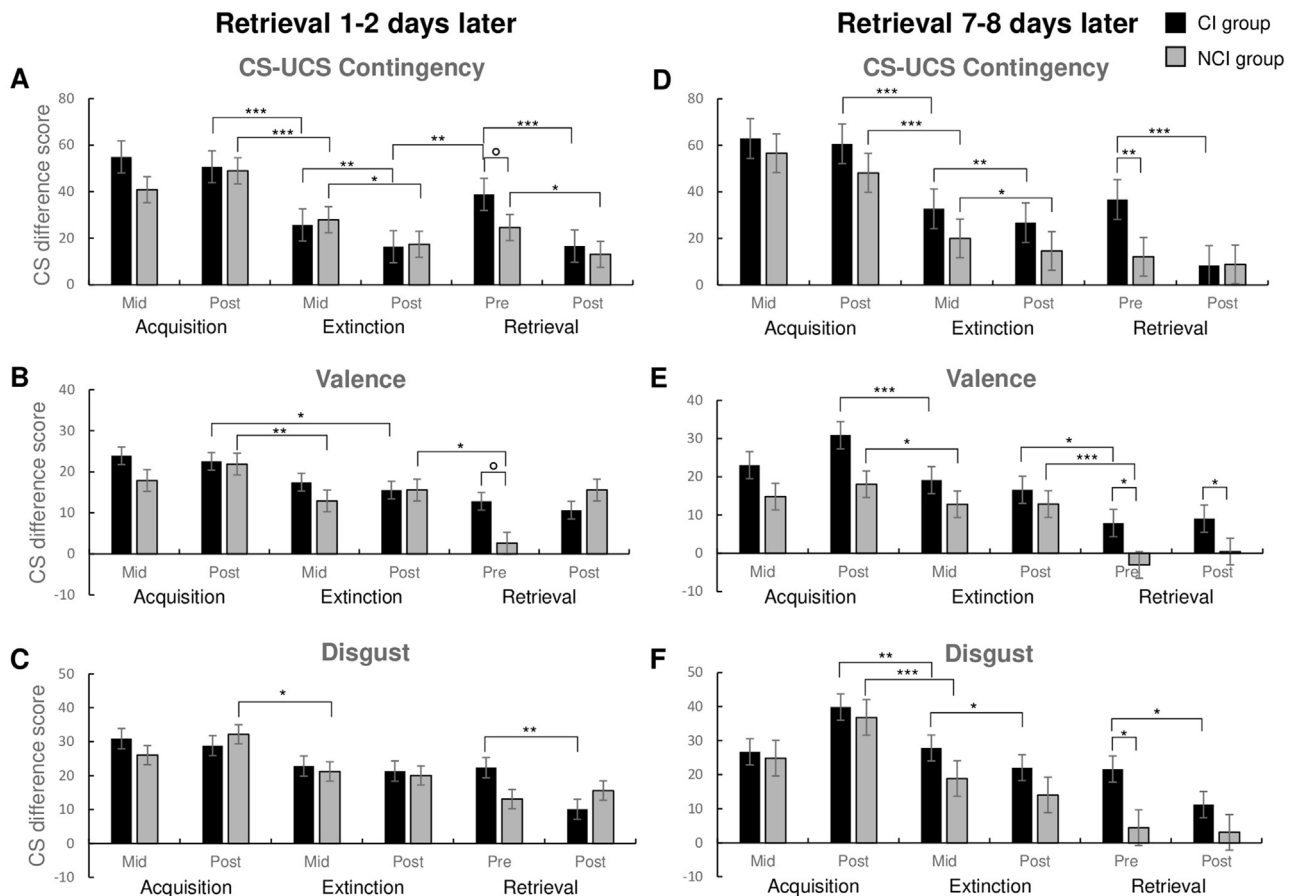 Retrieval 1-2 days later
Retrieval 7-8 days later
CI group
NCI group
A
CS-UCS Contingency
CS difference score
80
60
40
20
0
*** *** ** * ** *** °  *
Mid Post Mid Post Pre Post
Acquisition Extinction Retrieval
D
CS-UCS Contingency
80
60
40
20
0
*** *** ** * ** ***
Mid Post Mid Post Pre Post
Acquisition Extinction Retrieval
B
Valence
CS difference score
40
30
20
10
0
-10
* ** * °
Mid Post Mid Post Pre Post
Acquisition Extinction Retrieval
E
Valence
40
30
20
10
0
-10
*** * * *** * *
Mid Post Mid Post Pre Post
Acquisition Extinction Retrieval
C
Disgust
CS difference score
50
40
30
20
10
0
-10
* **
Mid Post Mid Post Pre Post
Acquisition Extinction Retrieval
F
Disgust
50
40
30
20
10
0
-10
** *** * * *
Mid Post Mid Post Pre Post
Acquisition Extinction Retrieval